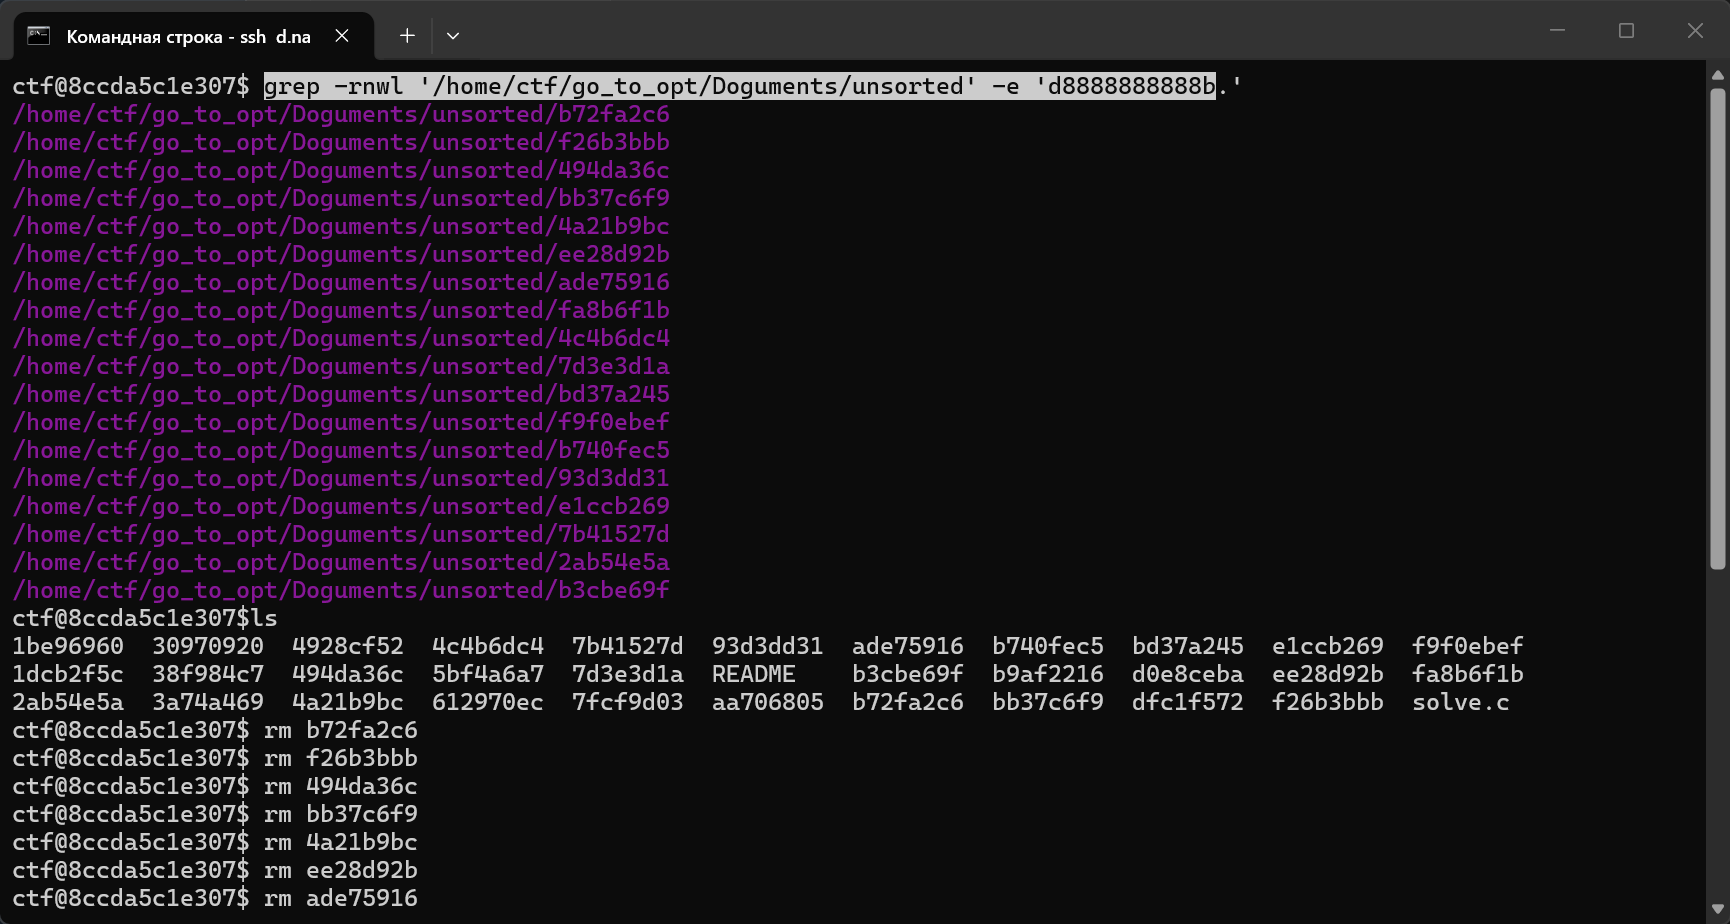 Командная строка - ssh d.na
ctf@8ccda5c1e307$ grep -rnwl '/home/ctf/go_to_opt/Doguments/unsorted' -e 'd8888888888b.'
/home/ctf/go_to_opt/Doguments/unsorted/b72fa2c6
/home/ctf/go_to_opt/Doguments/unsorted/f26b3bbb
/home/ctf/go_to_opt/Doguments/unsorted/494da36c
/home/ctf/go_to_opt/Doguments/unsorted/bb37c6f9
/home/ctf/go_to_opt/Doguments/unsorted/4a21b9bc
/home/ctf/go_to_opt/Doguments/unsorted/ee28d92b
/home/ctf/go_to_opt/Doguments/unsorted/ade75916
/home/ctf/go_to_opt/Doguments/unsorted/fa8b6f1b
/home/ctf/go_to_opt/Doguments/unsorted/4c4b6dc4
/home/ctf/go_to_opt/Doguments/unsorted/7d3e3d1a
/home/ctf/go_to_opt/Doguments/unsorted/bd37a245
/home/ctf/go_to_opt/Doguments/unsorted/f9f0ebef
/home/ctf/go_to_opt/Doguments/unsorted/b740fec5
/home/ctf/go_to_opt/Doguments/unsorted/93d3dd31
/home/ctf/go_to_opt/Doguments/unsorted/e1ccb269
/home/ctf/go_to_opt/Doguments/unsorted/7b41527d
/home/ctf/go_to_opt/Doguments/unsorted/2ab54e5a
/home/ctf/go_to_opt/Doguments/unsorted/b3cbe69f
ctf@8ccda5c1e307$ls
1be96960 30970920 4928cf52 4c4b6dc4 7b41527d 93d3dd31 ade75916 b740fec5 bd37a245 e1ccb269 f9f0ebef
1dcb2f5c 38f984c7 494da36c 5bf4a6a7 7d3e3d1a README b3cbe69f b9af2216 d0e8ceba ee28d92b fa8b6f1b
2ab54e5a 3a74a469 4a21b9bc 612970ec 7fcf9d03 aa706805 b72fa2c6 bb37c6f9 dfc1f572 f26b3bbb solve.c
ctf@8ccda5c1e307$ rm b72fa2c6
ctf@8ccda5c1e307$ rm f26b3bbb
ctf@8ccda5c1e307$ rm 494da36c
ctf@8ccda5c1e307$ rm bb37c6f9
ctf@8ccda5c1e307$ rm 4a21b9bc
ctf@8ccda5c1e307$ rm ee28d92b
ctf@8ccda5c1e307$ rm ade75916